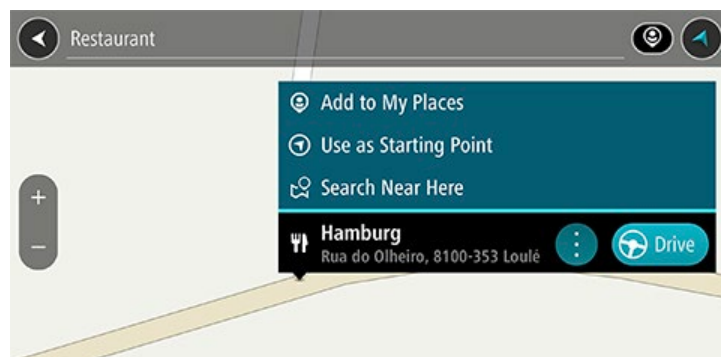 Restaurant
Add to My Places
Use as Starting Point
Search Near Here
Hamburg
Rua do Olheiro, 8100-353 Loulé
Drive